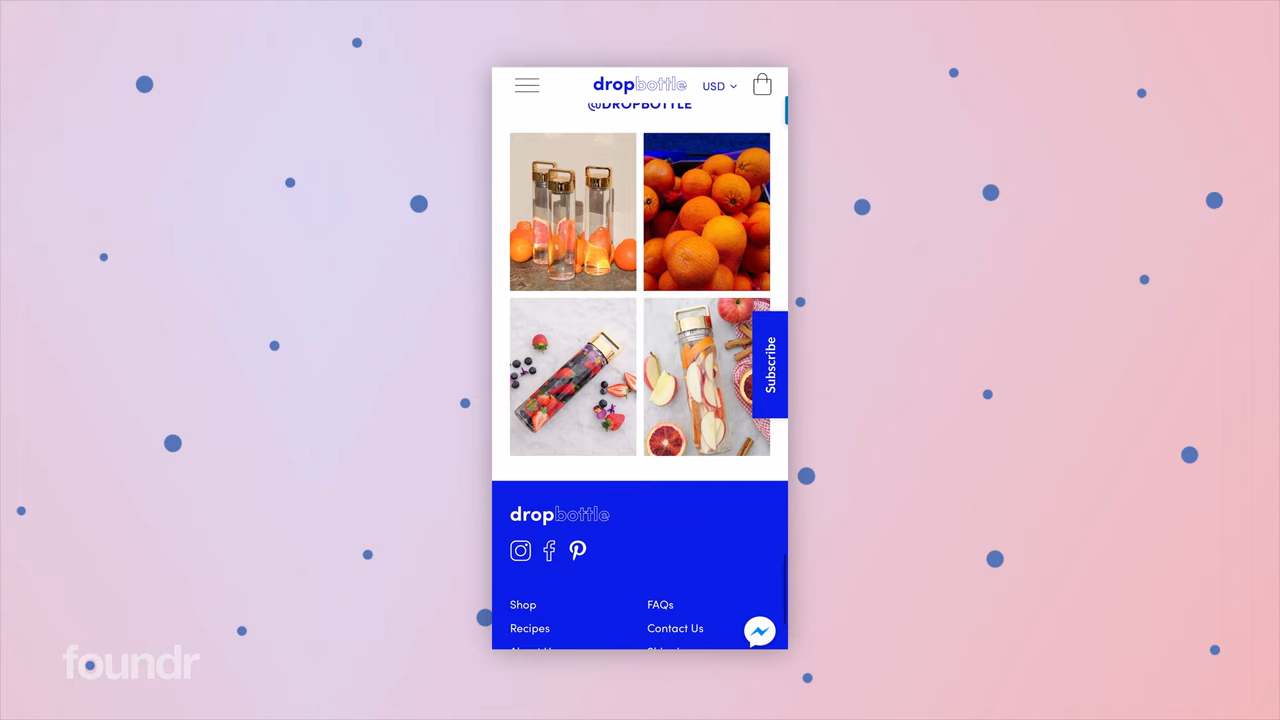 dropbottle
USD
@DROPBOTTLE
Subscribe
dropbottle
Shop
FAQs
Recipes
Contact Us
foundr